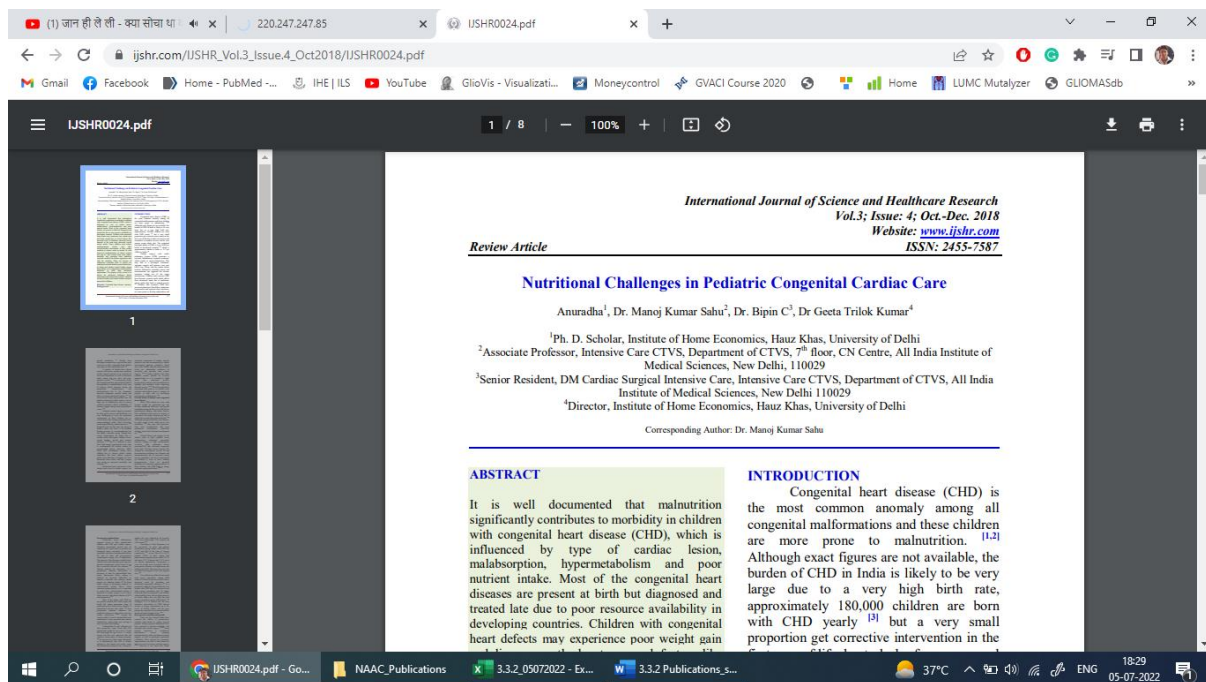 (1) जान ही ले ली - क्या सोचा था
220.247.247.85
IJSHR0024.pdf
ijshr.com/IJSHR_Vol.3_Issue.4_Oct2018/IJSHR0024.pdf
Gmail Facebook Home - PubMed -... IHE | ILS YouTube GlioVis - Visualizati... Moneycontrol GVACI Course 2020 Home LUMC Mutalyzer GLIOMASdb »
IJSHR0024.pdf
1 / 8 — 100% +
1
2
International Journal of Science and Healthcare Research
Vol.3; Issue: 4; Oct.-Dec. 2018
Website: www.ijshr.com
Review Article ISSN: 2455-7587
Nutritional Challenges in Pediatric Congenital Cardiac Care
Anuradha1, Dr. Manoj Kumar Sahu2, Dr. Bipin C3, Dr Geeta Trilok Kumar4
1Ph. D. Scholar, Institute of Home Economics, Hauz Khas, University of Delhi
2Associate Professor, Intensive Care CTVS, Department of CTVS, 7th floor, CN Centre, All India Institute of
Medical Sciences, New Delhi, 110029
3Senior Resident, DM Cardiac Surgical Intensive Care, Intensive Care CTVS, Department of CTVS, All India
Institute of Medical Sciences, New Delhi 110029
4Director, Institute of Home Economics, Hauz Khas, University of Delhi
Corresponding Author: Dr. Manoj Kumar Sahu
ABSTRACT
It is well documented that malnutrition
significantly contributes to morbidity in children
with congenital heart disease (CHD), which is
influenced by type of cardiac lesion,
malabsorption, hypermetabolism and poor
nutrient intake. Most of the congenital heart
diseases are present at birth but diagnosed and
treated late due to poor resource availability in
developing countries. Children with congenital
heart defects may experience poor weight gain
INTRODUCTION
Congenital heart disease (CHD) is
the most common anomaly among all
congenital malformations and these children
are more prone to malnutrition. [1,2]
Although exact figures are not available, the
burden of CHD in India is likely to be very
large due to a very high birth rate,
approximately 180,000 children are born
with CHD yearly [3] but a very small
proportion get corrective intervention in the
IJSHR0024.pdf - Go... NAAC_Publications 3.3.2_05072022 - Ex... 3.3.2 Publications_s... 37°C ENG 18:29
05-07-2022